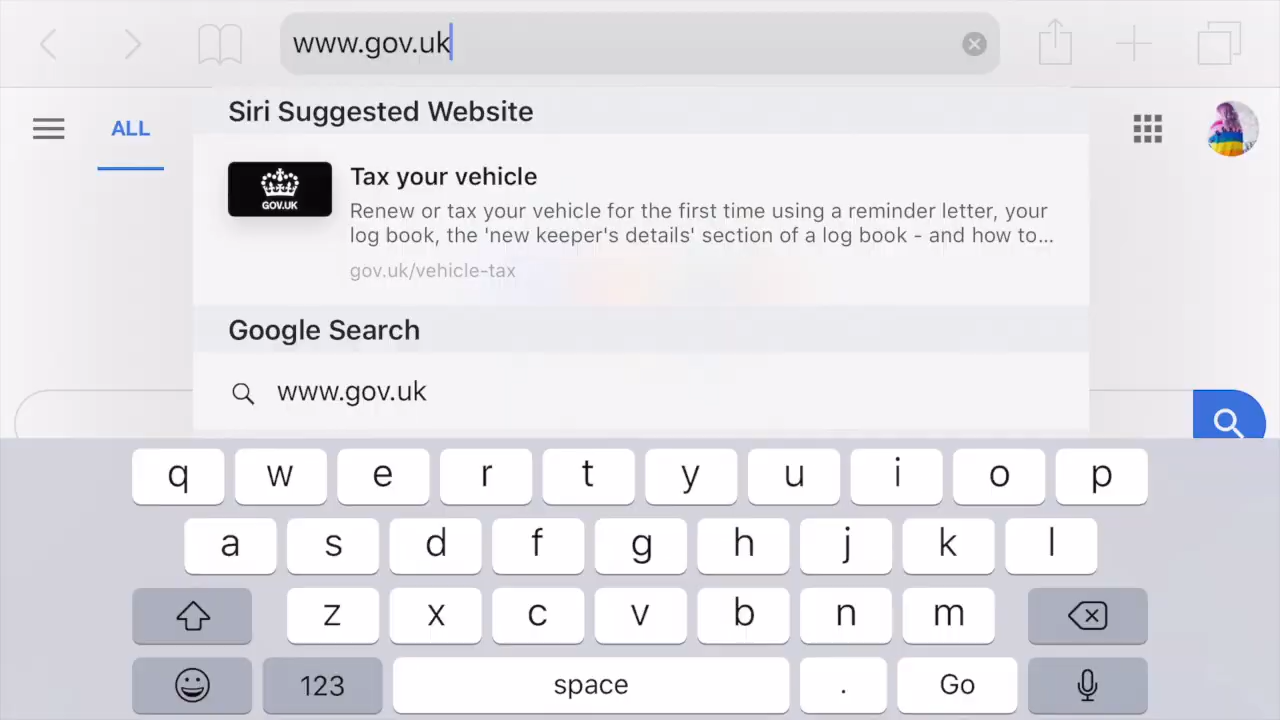 www.gov.uk
Siri Suggested Website
ALL
Tax your vehicle
GOV.UK
Renew or tax your vehicle for the first time using a reminder letter, your
log book, the 'new keeper's details' section of a log book - and how to...
gov.uk/vehicle-tax
Google Search
www.gov.uk
q w e r t y u i o p
a s d f g h j k l
z x c v b n m
123 space . Go